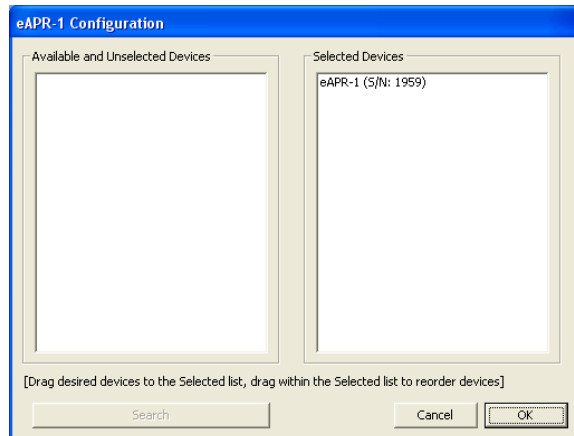 eAPR-1 Configuration
Available and Unselected Devices
Selected Devices
eAPR-1 (S/N: 1959)
[Drag desired devices to the Selected list, drag within the Selected list to reorder devices]
Search
Cancel
OK